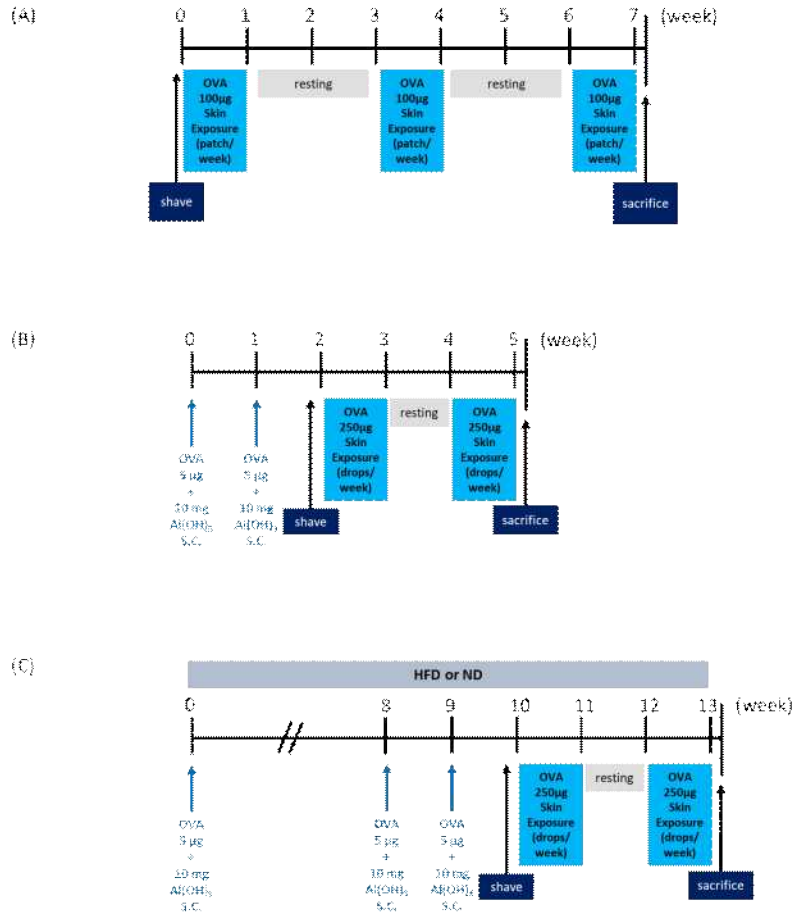 (A)
0 1 2 3 4 5 6 7 (week)
OVA
100µg
Skin
Exposure
(patch/
week)
resting
OVA
100µg
Skin
Exposure
(patch/
week)
resting
OVA
100µg
Skin
Exposure
(patch/
week)
shave
sacrifice
(B)
0 1 2 3 4 5 (week)
OVA
5 µg
+
10 mg
Al(OH)₃
S.C.
OVA
5 µg
+
10 mg
Al(OH)₃
S.C.
shave
OVA
250µg
Skin
Exposure
(drops/
week)
resting
OVA
250µg
Skin
Exposure
(drops/
week)
sacrifice
(C)
HFD or ND
0 8 9 10 11 12 13 (week)
OVA
5 µg
+
10 mg
Al(OH)₃
S.C.
OVA
5 µg
+
10 mg
Al(OH)₃
S.C.
OVA
5 µg
+
10 mg
Al(OH)₃
S.C.
shave
OVA
250µg
Skin
Exposure
(drops/
week)
resting
OVA
250µg
Skin
Exposure
(drops/
week)
sacrifice